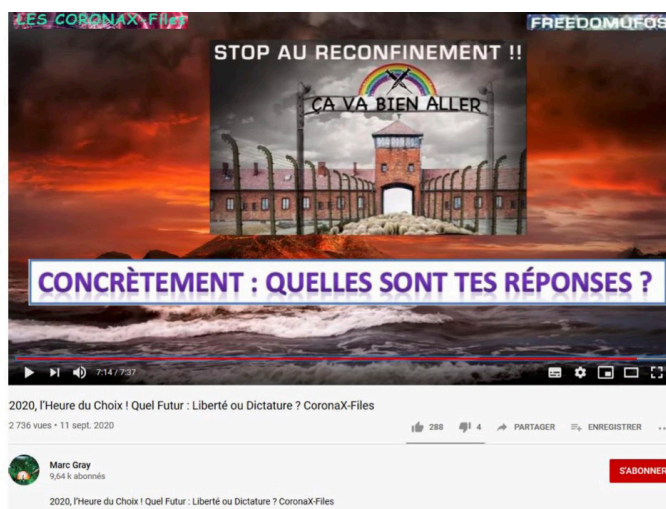 LES CORONAX-Files
FREEDOMUFOS
STOP AU RECONFINEMENT !!
ÇA VA BIEN ALLER
CONCRÈTEMENT : QUELLES SONT TES RÉPONSES ?
7:14 / 7:37
2020, l'Heure du Choix ! Quel Futur : Liberté ou Dictature ? CoronaX-Files
2 736 vues • 11 sept. 2020
288
4
PARTAGER
ENREGISTRER
Marc Gray
9,64 k abonnés
S'ABONNER
2020, l'Heure du Choix ! Quel Futur : Liberté ou Dictature ? CoronaX-Files